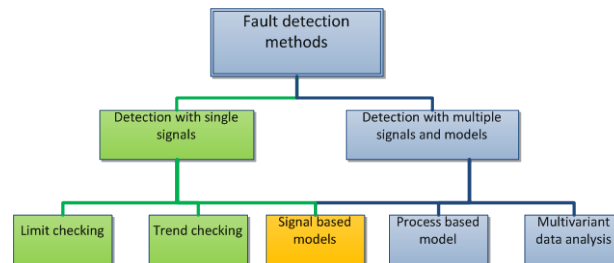 Fault detection
methods
Detection with single
signals
Detection with multiple
signals and models
Limit checking
Trend checking
Signal based
models
Process based
model
Multivariant
data analysis